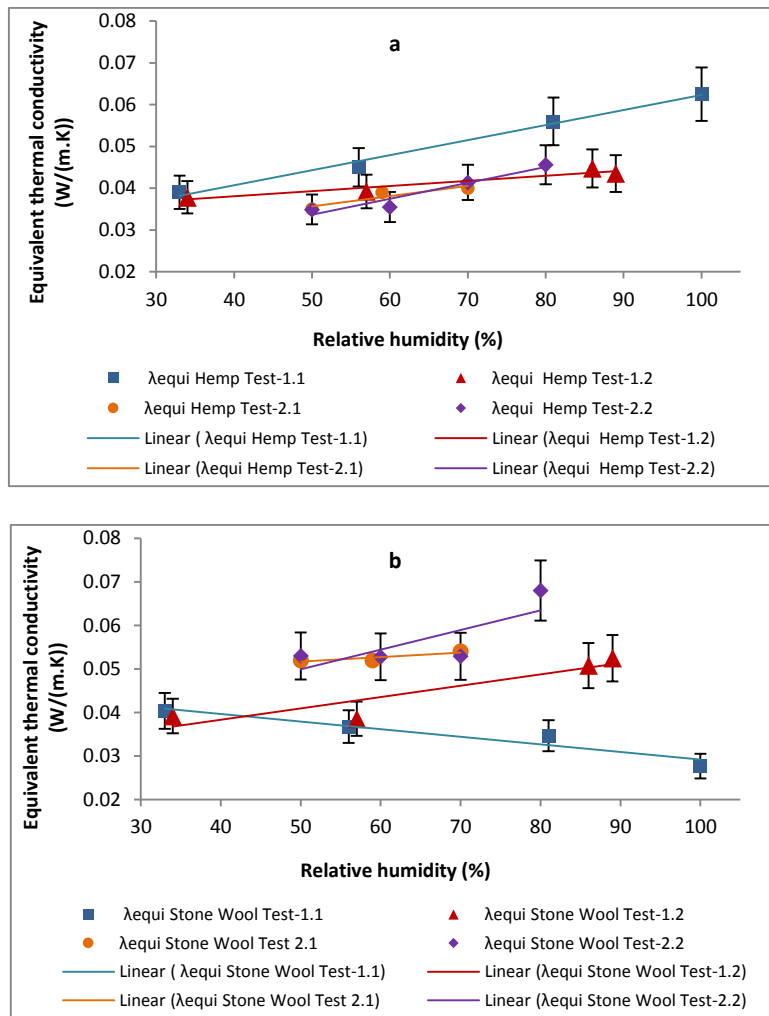 a
Equivalent thermal conductivity
(W/(m.K))
0.08
0.07
0.06
0.05
0.04
0.03
0.02
30 40 50 60 70 80 90 100
Relative humidity (%)
λequi Hemp Test-1.1 λequi Hemp Test-1.2
λequi Hemp Test-2.1 λequi Hemp Test-2.2
Linear ( λequi Hemp Test-1.1) Linear (λequi Hemp Test-1.2)
Linear (λequi Hemp Test-2.1) Linear (λequi Hemp Test-2.2)
b
Equivalent thermal conductivity
(W/(m.K))
0.08
0.07
0.06
0.05
0.04
0.03
0.02
30 40 50 60 70 80 90 100
Relative humidity (%)
λequi Stone Wool Test-1.1 λequi Stone Wool Test-1.2
λequi Stone Wool Test 2.1 λequi Stone Wool Test-2.2
Linear ( λequi Stone Wool Test-1.1) Linear (λequi Stone Wool Test-1.2)
Linear (λequi Stone Wool Test 2.1) Linear (λequi Stone Wool Test-2.2)